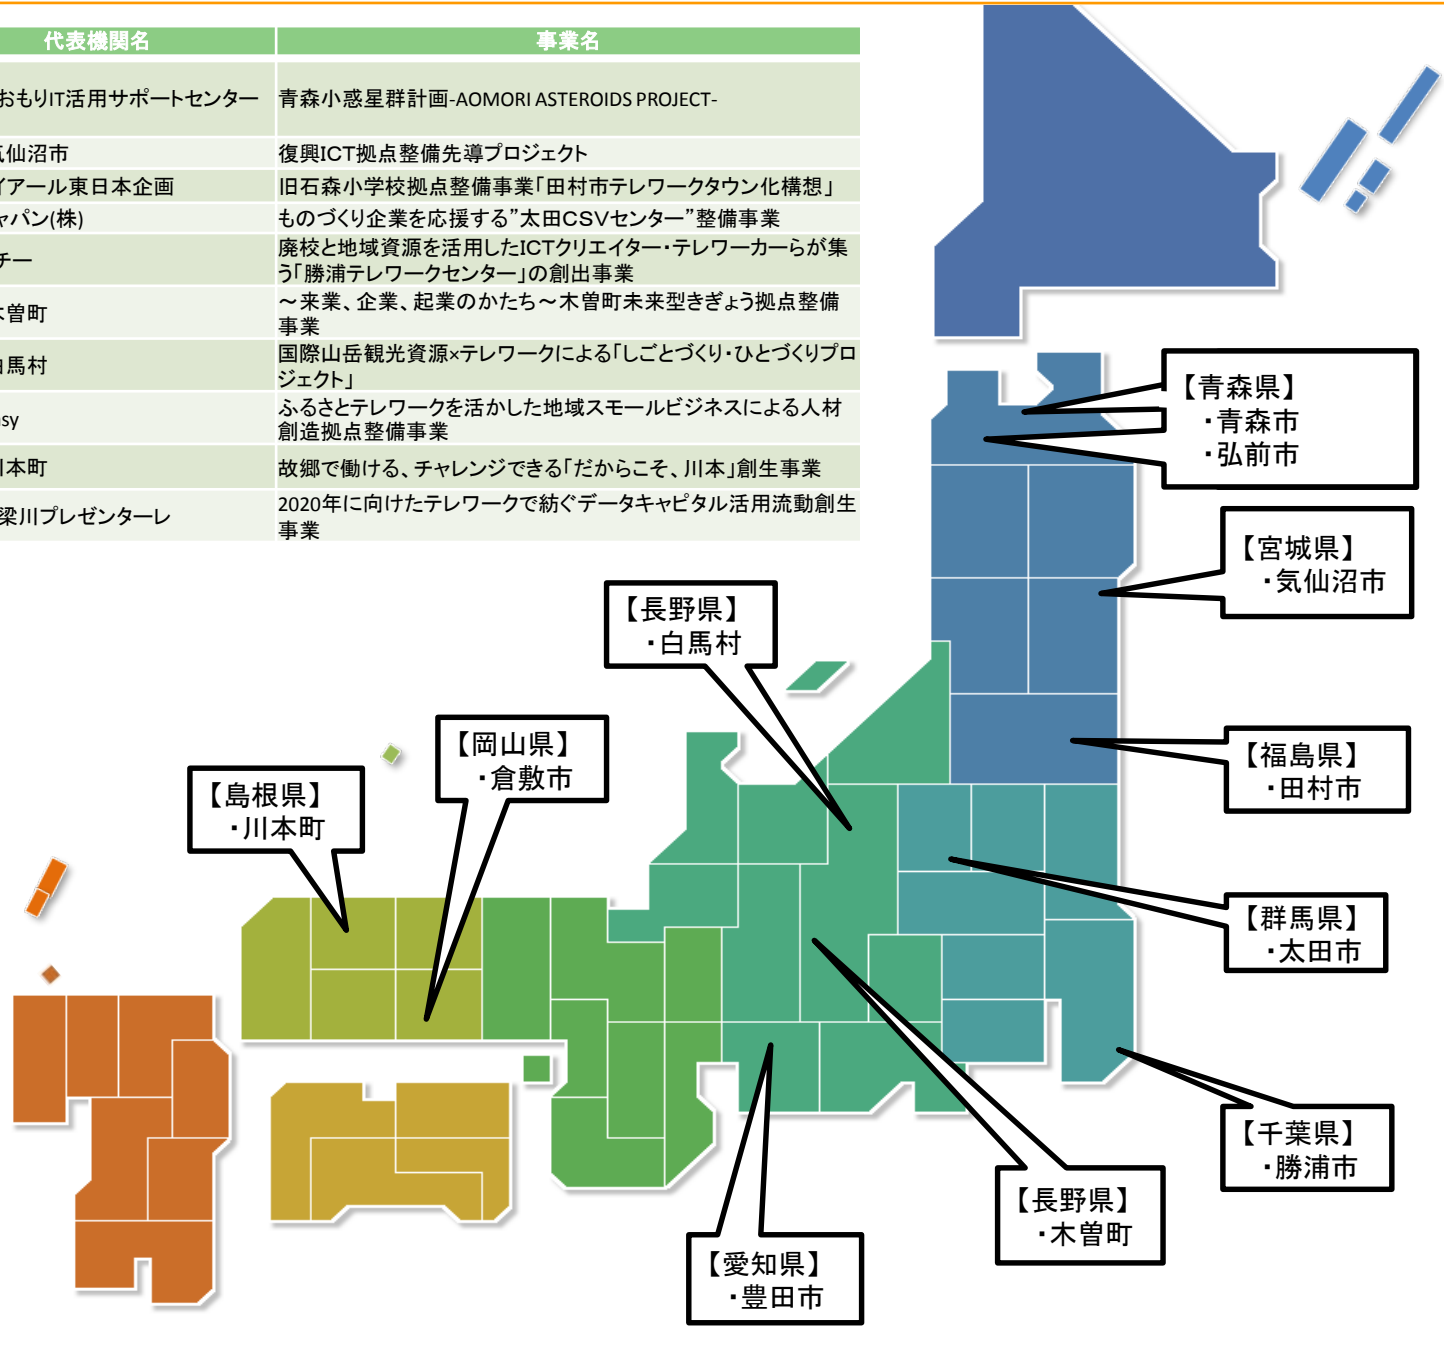 代表機関名 事業名
おもりIT活用サポートセンター 青森小惑星群計画-AOMORI ASTEROIDS PROJECT-
気仙沼市 復興ICT拠点整備先導プロジェクト
イアール東日本企画 旧石森小学校拠点整備事業「田村市テレワークタウン化構想」
ャパン(株) ものづくり企業を応援する”太田CSVセンター”整備事業
チー 廃校と地域資源を活用したICTクリエイター・テレワーカーらが集
う「勝浦テレワークセンター」の創出事業
木曽町 ～来業、企業、起業のかたち～木曽町未来型きぎょう拠点整備
事業
白馬村 国際山岳観光資源×テレワークによる「しごとづくり・ひとづくりプロ
ジェクト」
sy ふるさとテレワークを活かした地域スモールビジネスによる人材
創造拠点整備事業
川本町 故郷で働ける、チャレンジできる「だからこそ、川本」創生事業
梁川プレゼンターレ 2020年に向けたテレワークで紡ぐデータキャピタル活用流動創生
事業
【青森県】
・青森市
・弘前市
【宮城県】
・気仙沼市
【長野県】
・白馬村
【岡山県】
・倉敷市
【福島県】
・田村市
【島根県】
・川本町
【群馬県】
・太田市
【千葉県】
・勝浦市
【長野県】
・木曽町
【愛知県】
・豊田市